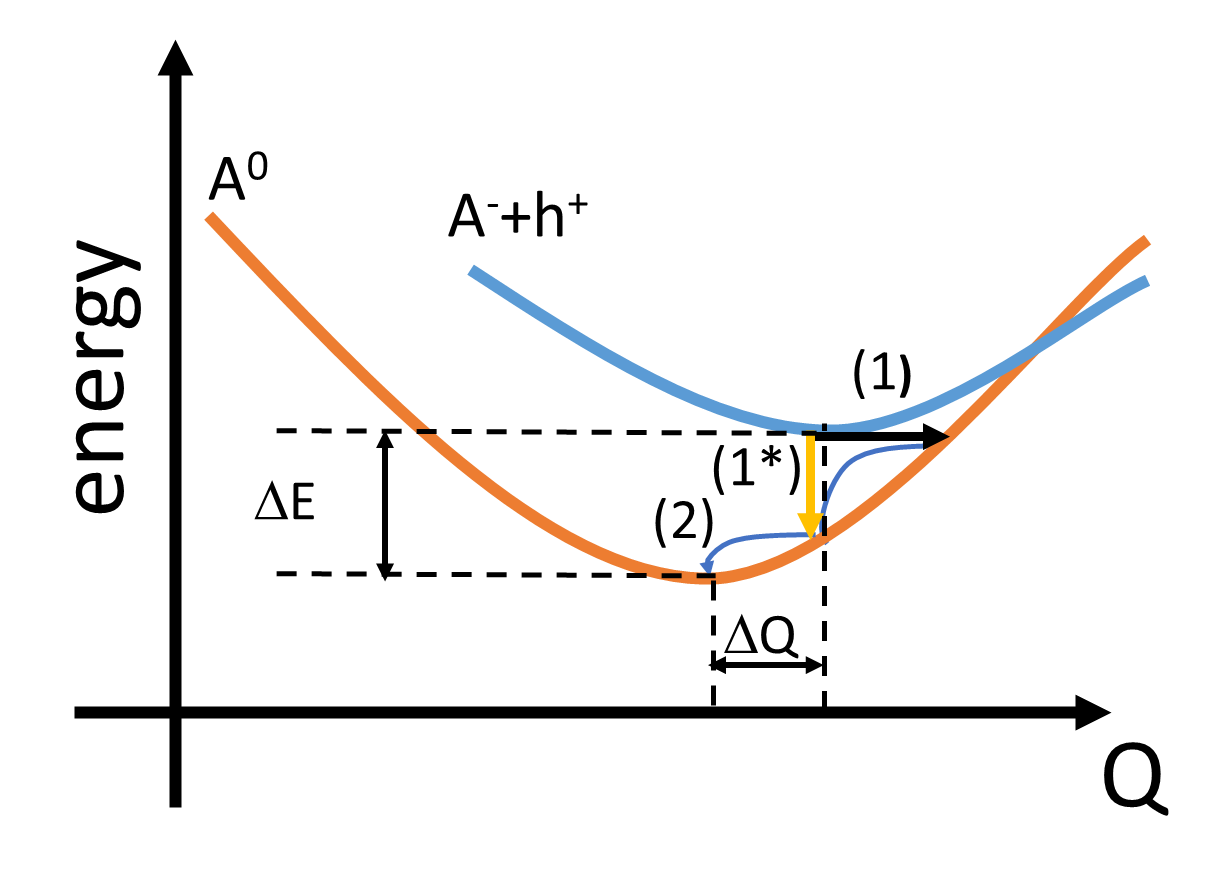 A⁰
A⁻+h⁺
energy
(1)
(1*)
ΔE
(2)
ΔQ
Q